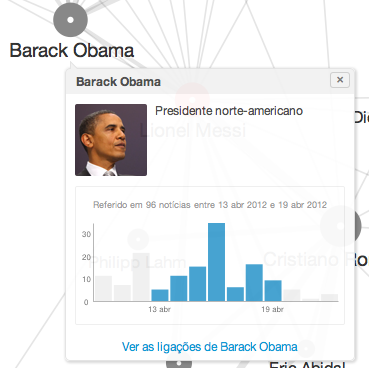 Barack Obama
Barack Obama
×
Presidente norte-americano
Lionel Messi
Referido em 96 notícias entre 13 abr 2012 e 19 abr 2012
30
20
10
0
Philipp Lahm
Cristiano Ro
13 abr
19 abr
Ver as ligações de Barack Obama
Eric Abidal